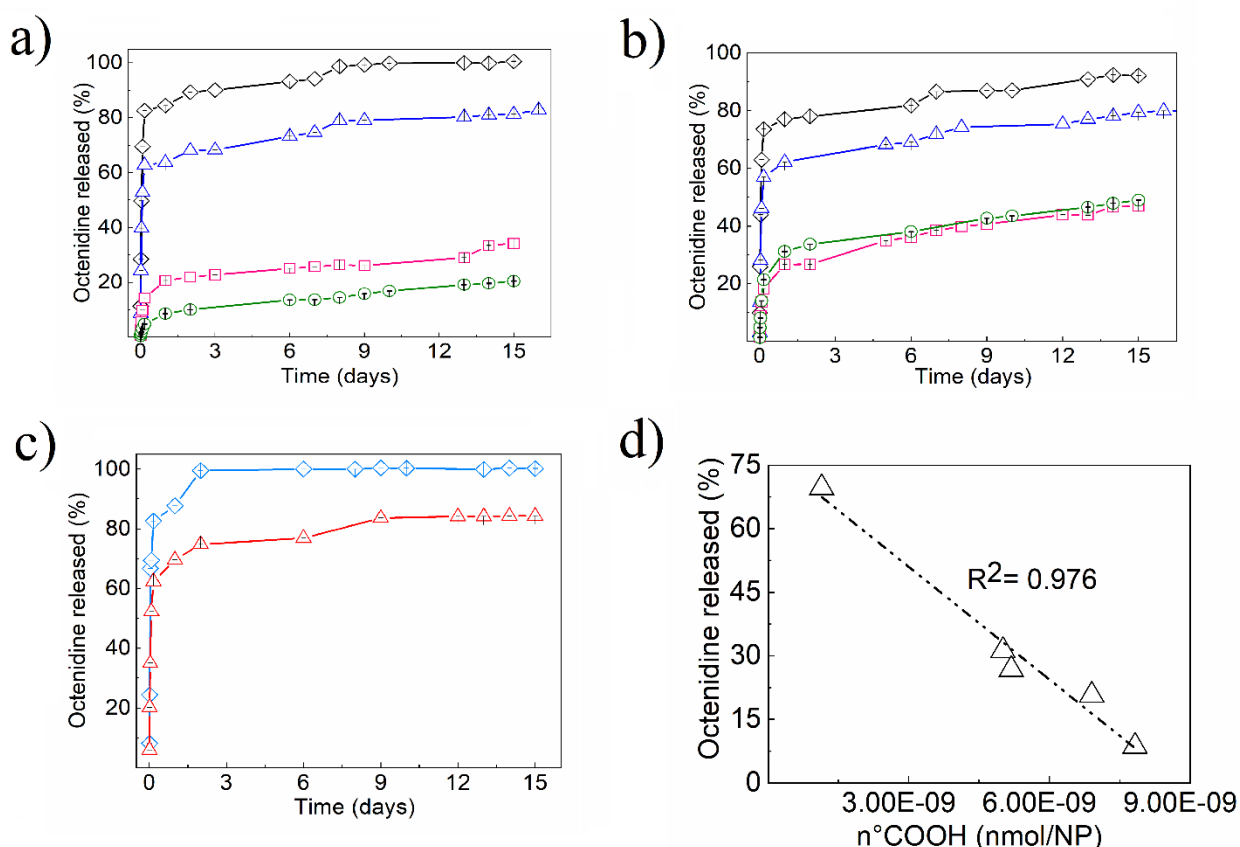 a)
Octenidine released (%)
100
80
60
40
20
0
3
6
9
12
15
Time (days)
b)
Octenidine released (%)
100
80
60
40
20
0
3
6
9
12
15
Time (days)
c)
Octenidine released (%)
100
80
60
40
20
0
3
6
9
12
15
Time (days)
d)
Octenidine released (%)
75
60
45
30
15
0
R²= 0.976
3.00E-09
6.00E-09
9.00E-09
n°COOH (nmol/NP)